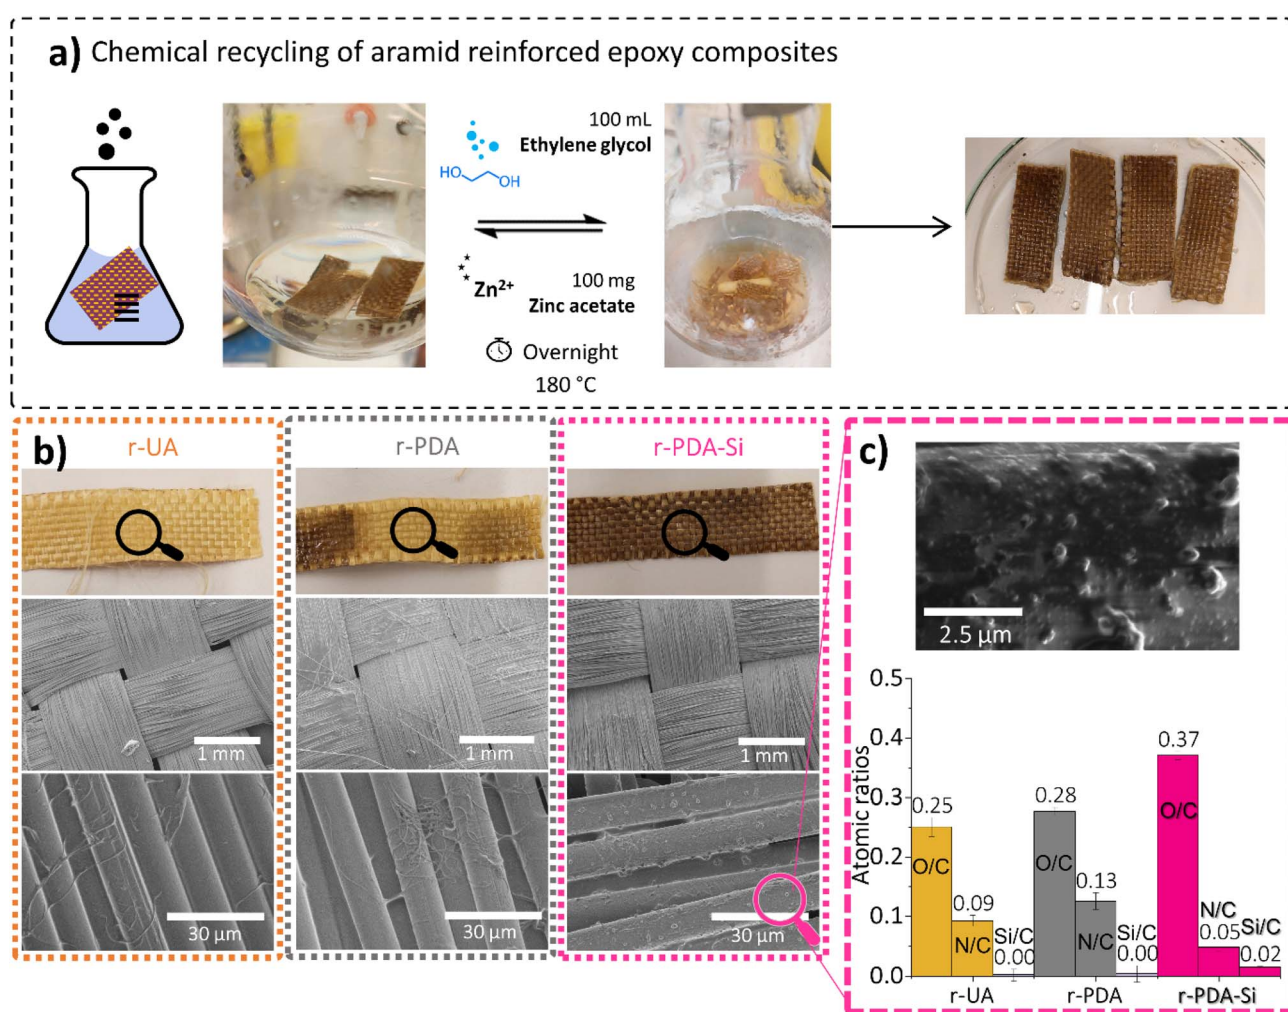 a) Chemical recycling of aramid reinforced epoxy composites
100 mL
Ethylene glycol
HO
OH
Zn²⁺
100 mg
Zinc acetate
Overnight
180 °C
b)
r-UA
r-PDA
r-PDA-Si
1 mm
1 mm
1 mm
30 µm
30 µm
30 µm
c)
2.5 µm
Atomic ratios
0.5
0.4
0.3
0.2
0.1
0.0
0.25
O/C
0.09
N/C
Si/C
0.00
0.28
O/C
0.13
N/C
Si/C
0.00
0.37
O/C
N/C
0.05
Si/C
0.02
r-UA
r-PDA
r-PDA-Si